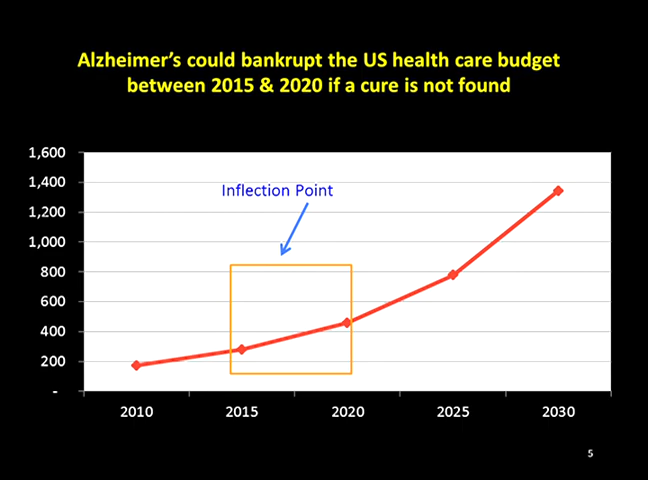 Alzheimer’s could bankrupt the US health care budget
between 2015 & 2020 if a cure is not found
1,600
1,400
1,200
1,000
800
600
400
200
-
Inflection Point
2010 2015 2020 2025 2030
5